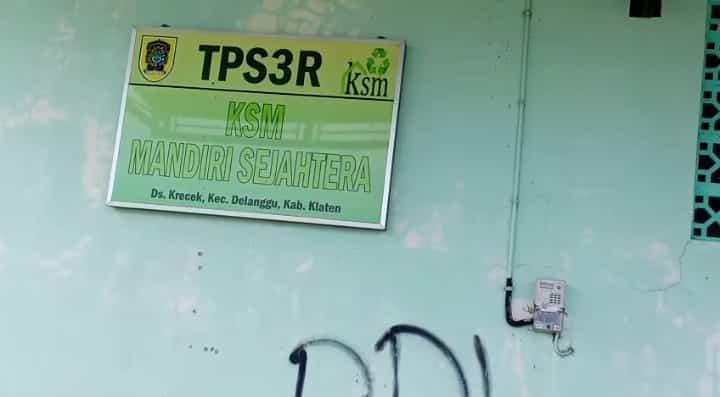 TPS3R
Ksm
KSM
MANDIRI SEJAHTERA
Ds. Krecek, Kec. Delanggu, Kab. Klaten